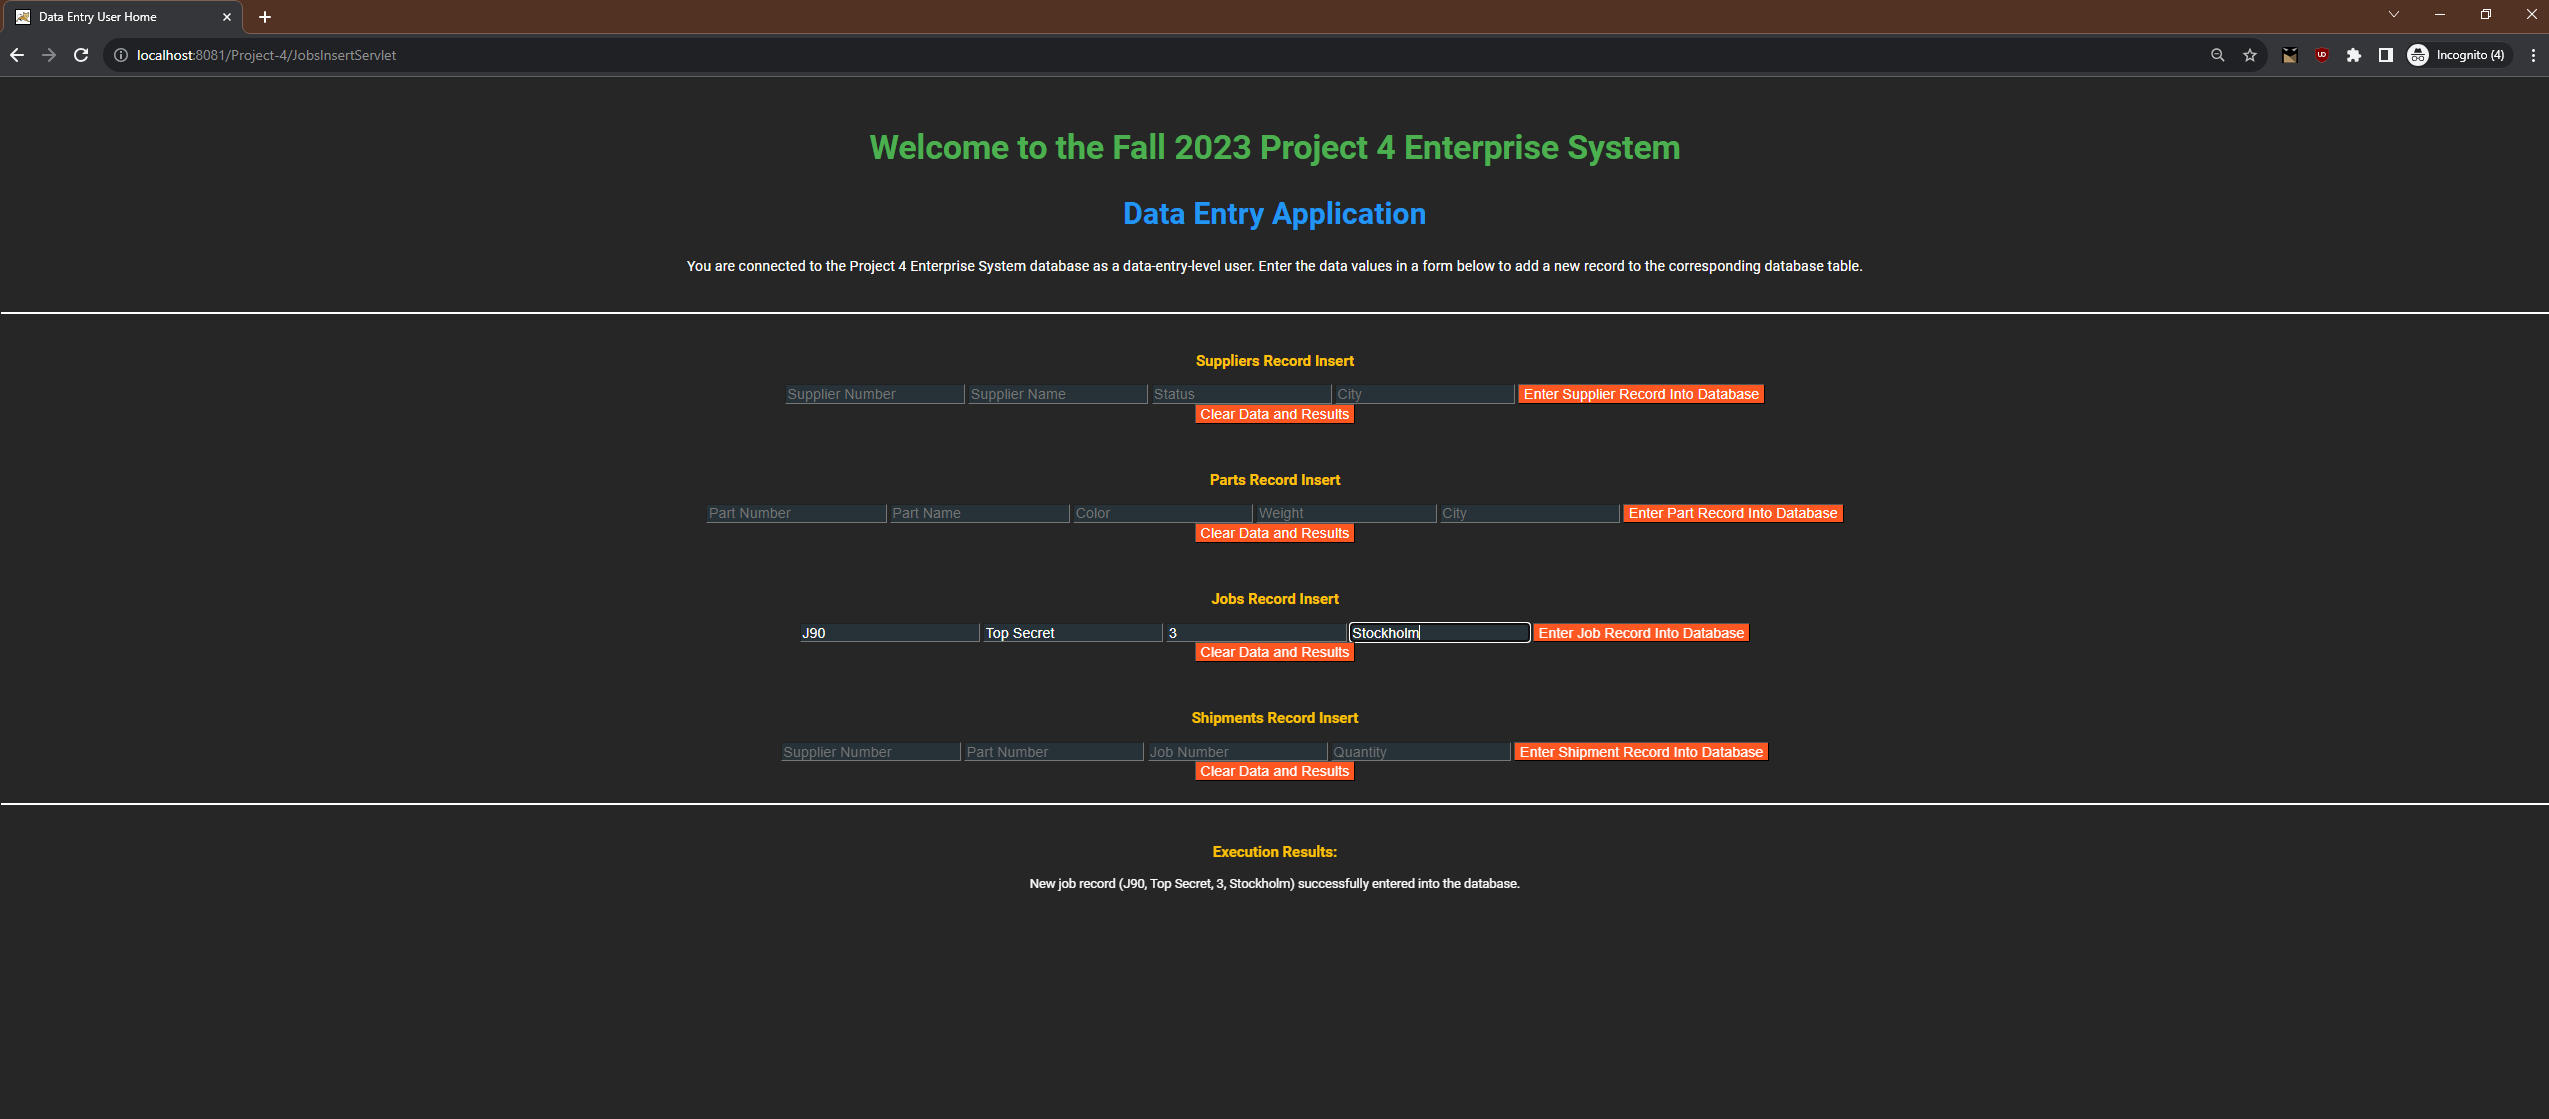 Data Entry User Home
localhost:8081/Project-4/JobsInsertServlet
Incognito (4)
Welcome to the Fall 2023 Project 4 Enterprise System
Data Entry Application
You are connected to the Project 4 Enterprise System database as a data-entry-level user. Enter the data values in a form below to add a new record to the corresponding database table.
Suppliers Record Insert
Supplier Number Supplier Name Status City Enter Supplier Record Into Database
Clear Data and Results
Parts Record Insert
Part Number Part Name Color Weight City Enter Part Record Into Database
Clear Data and Results
Jobs Record Insert
J90 Top Secret 3 Stockholm Enter Job Record Into Database
Clear Data and Results
Shipments Record Insert
Supplier Number Part Number Job Number Quantity Enter Shipment Record Into Database
Clear Data and Results
Execution Results:
New job record (J90, Top Secret, 3, Stockholm) successfully entered into the database.